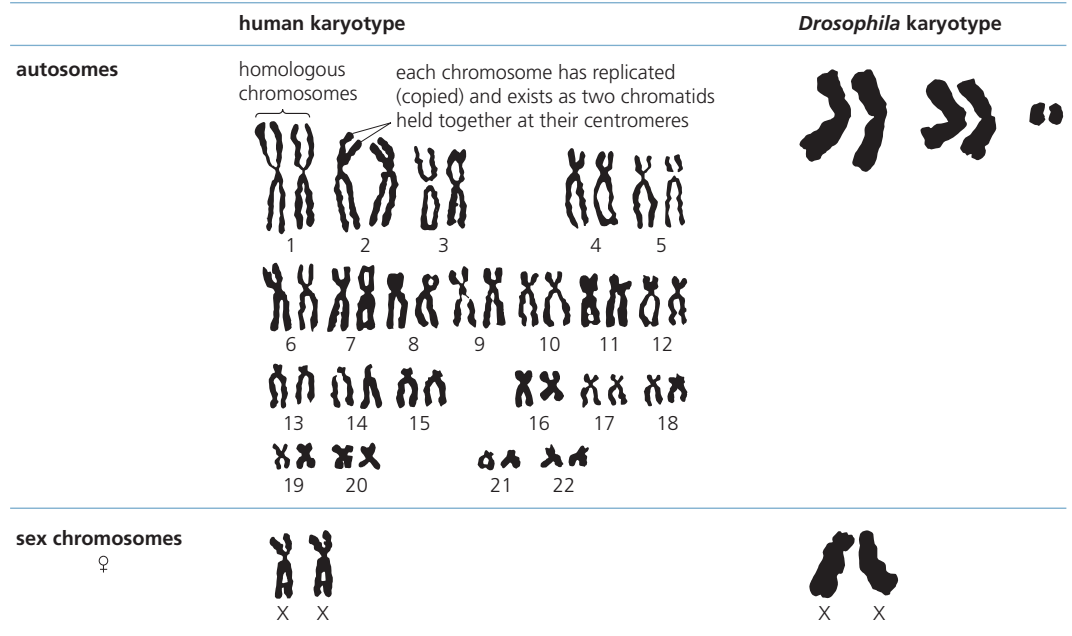 human karyotype
Drosophila karyotype
autosomes
homologous
chromosomes
each chromosome has replicated
(copied) and exists as two chromatids
held together at their centromeres
1 2 3 4 5
6 7 8 9 10 11 12
13 14 15 16 17 18
19 20 21 22
sex chromosomes
♀
X X
X X